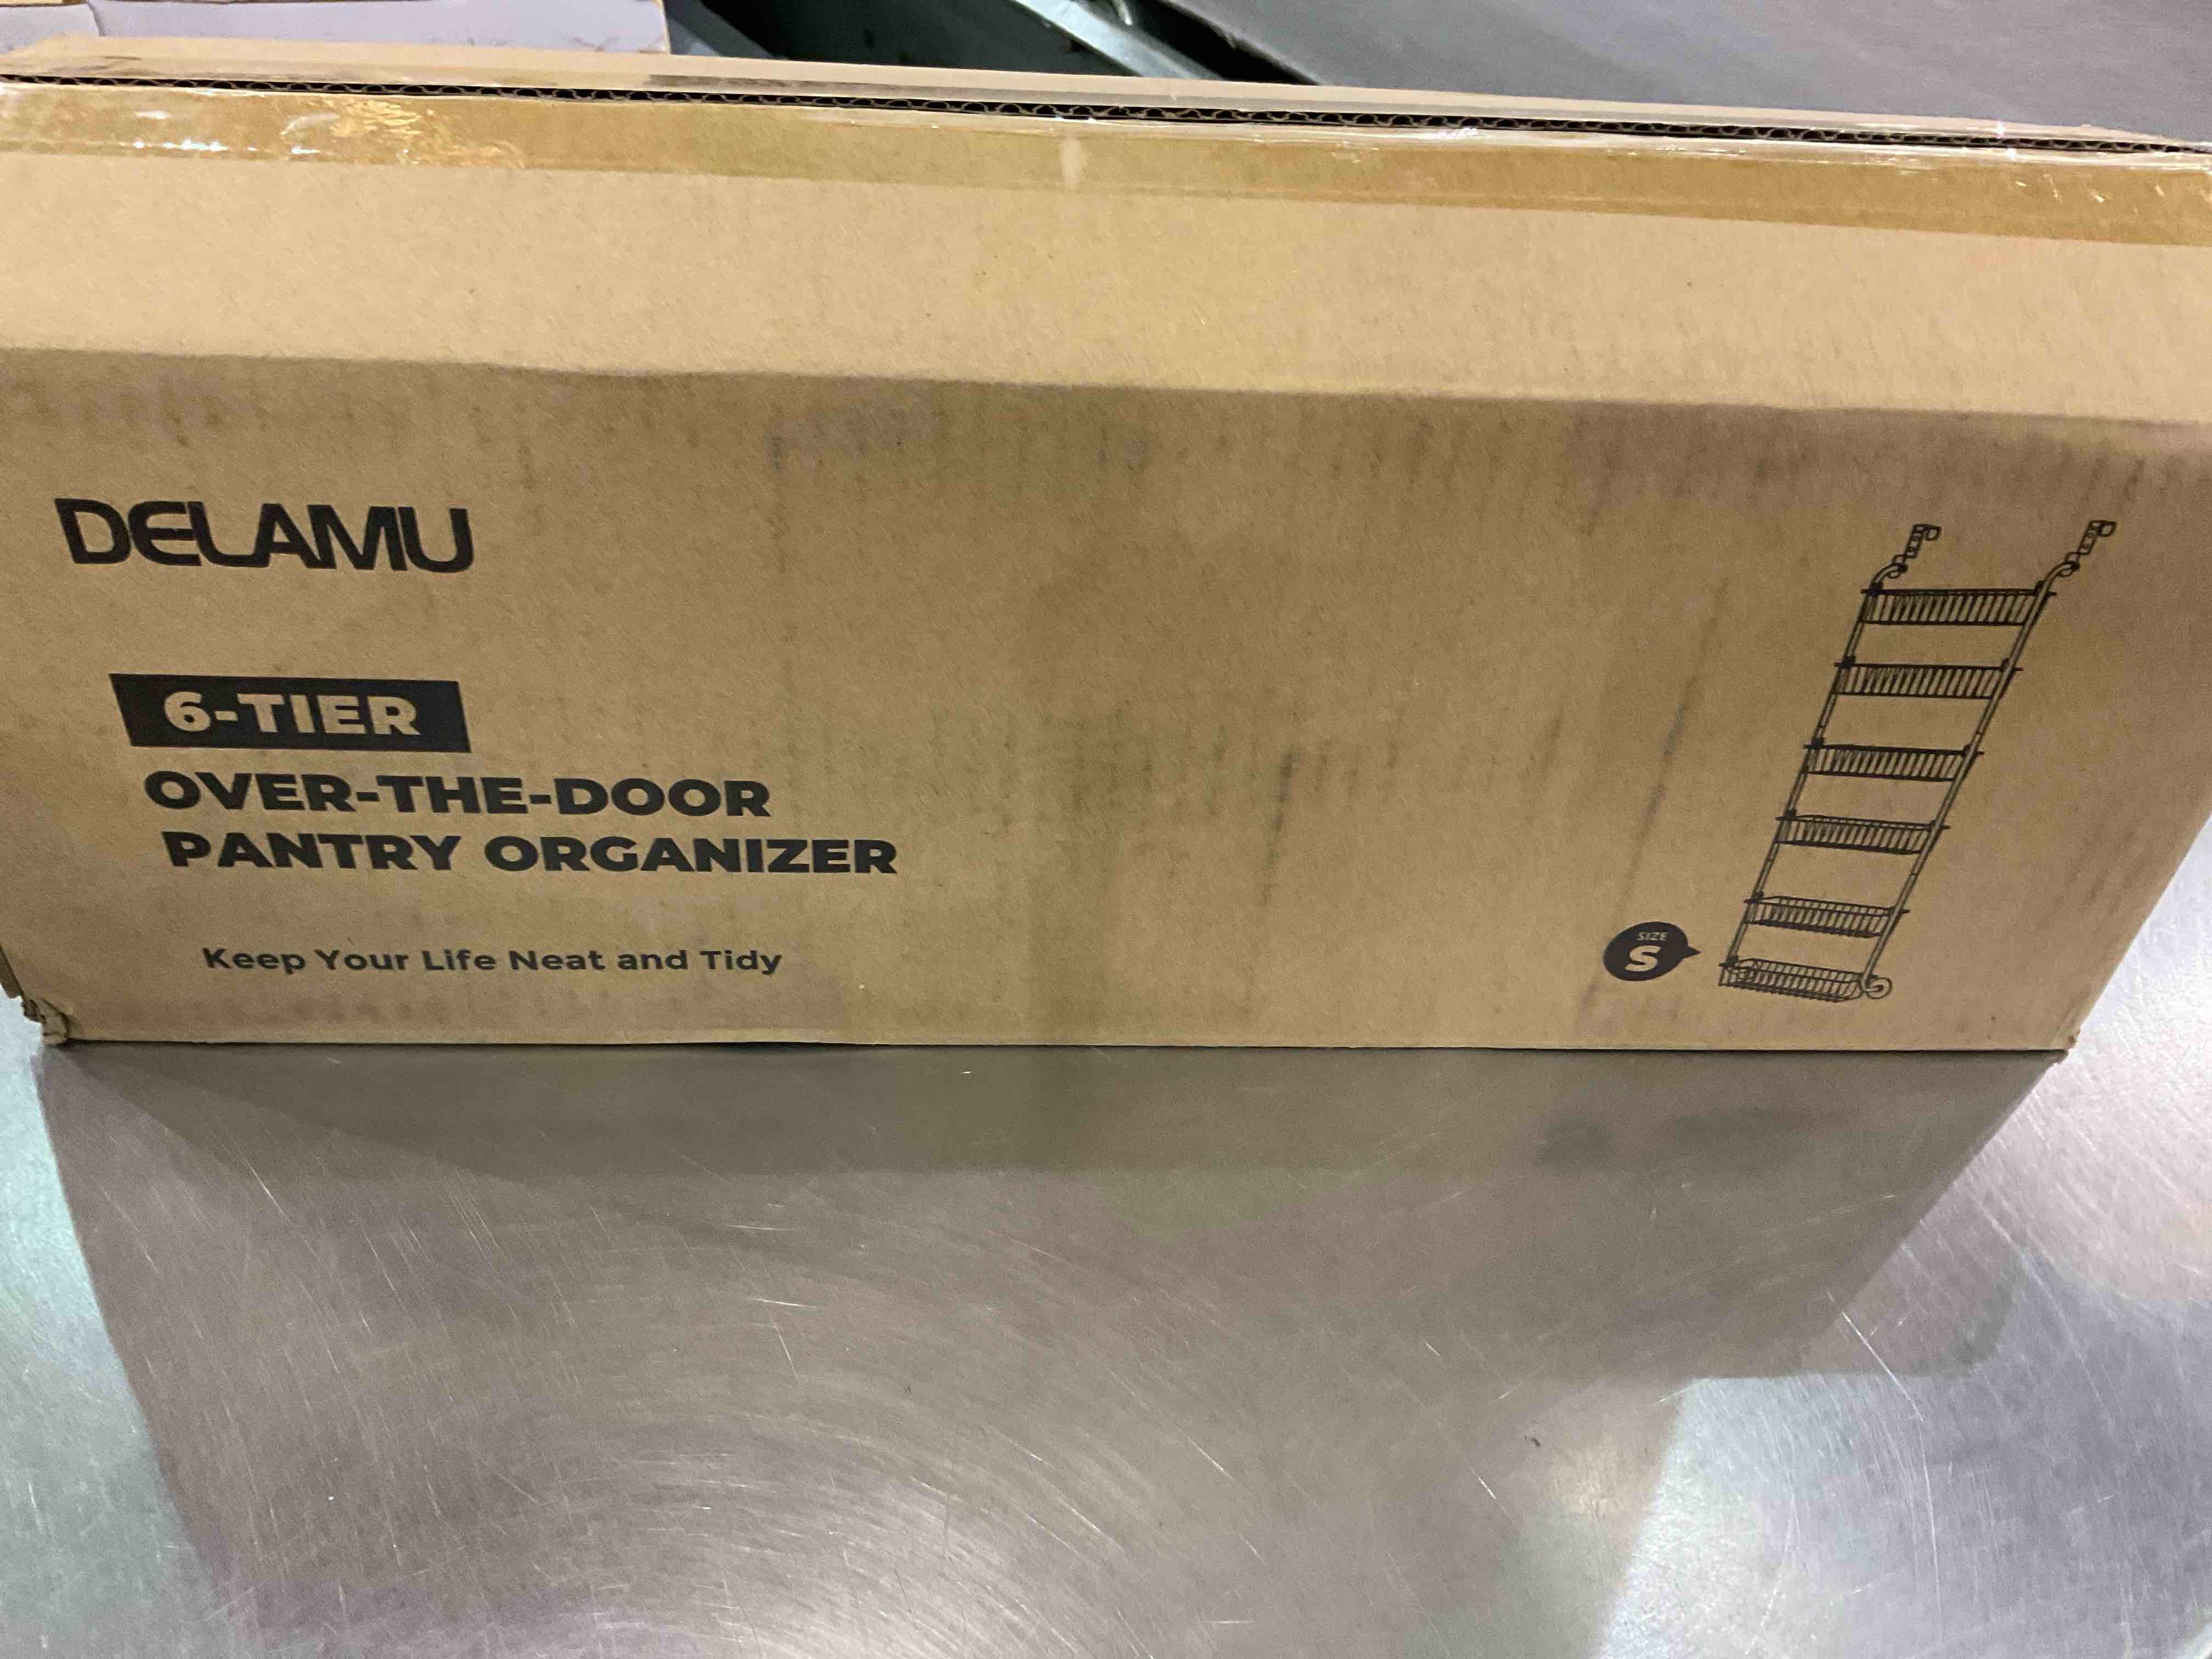 DELAMU
6-TIER
OVER-THE-DOOR
PANTRY ORGANIZER
Keep Your Life Neat and Tidy
SIZE
S